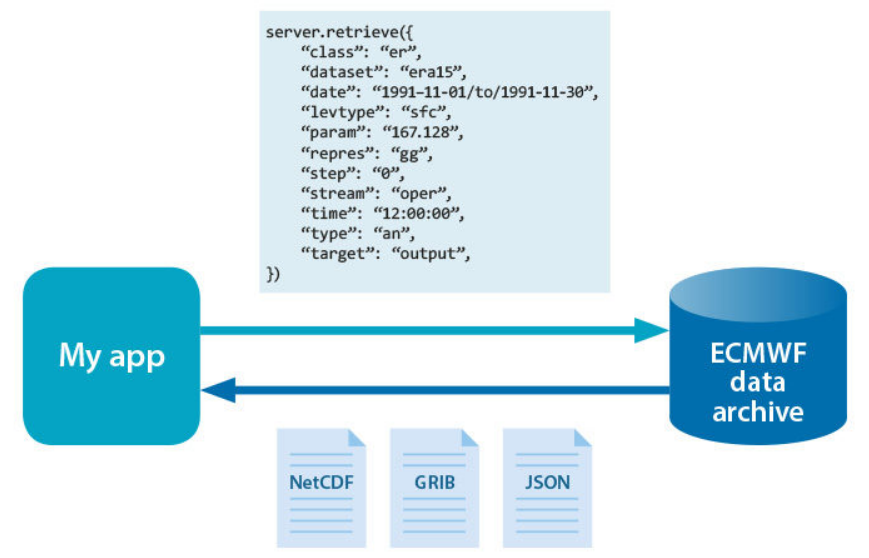 server.retrieve({
    “class”: “er”,
    “dataset”: “era15”,
    “date”: “1991–11-01/to/1991-11-30”,
    “levtype”: “sfc”,
    “param”: “167.128”,
    “repres”: “gg”,
    “step”: “0”,
    “stream”: “oper”,
    “time”: “12:00:00”,
    “type”: “an”,
    “target”: “output”,
})
My app
ECMWF
data
archive
NetCDF
GRIB
JSON